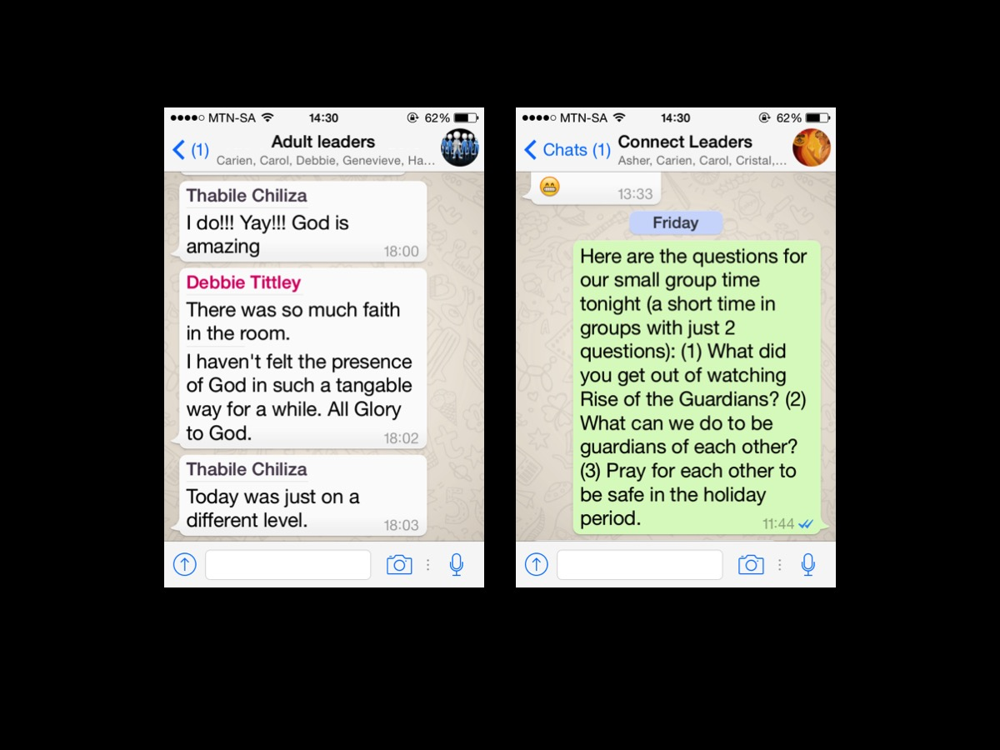 MTN-SA 14:30 62%
(1) Adult leaders
Carien, Carol, Debbie, Genevieve, Ha...
Thabile Chiliza
I do!!! Yay!!! God is
amazing 18:00
Debbie Tittley
There was so much faith
in the room.
I haven't felt the presence
of God in such a tangable
way for a while. All Glory
to God. 18:02
Thabile Chiliza
Today was just on a
different level. 18:03
MTN-SA 14:30 62%
Chats (1) Connect Leaders
Asher, Carien, Carol, Cristal,...
😁 13:33
Friday
Here are the questions for
our small group time
tonight (a short time in
groups with just 2
questions): (1) What did
you get out of watching
Rise of the Guardians? (2)
What can we do to be
guardians of each other?
(3) Pray for each other to
be safe in the holiday
period. 11:44